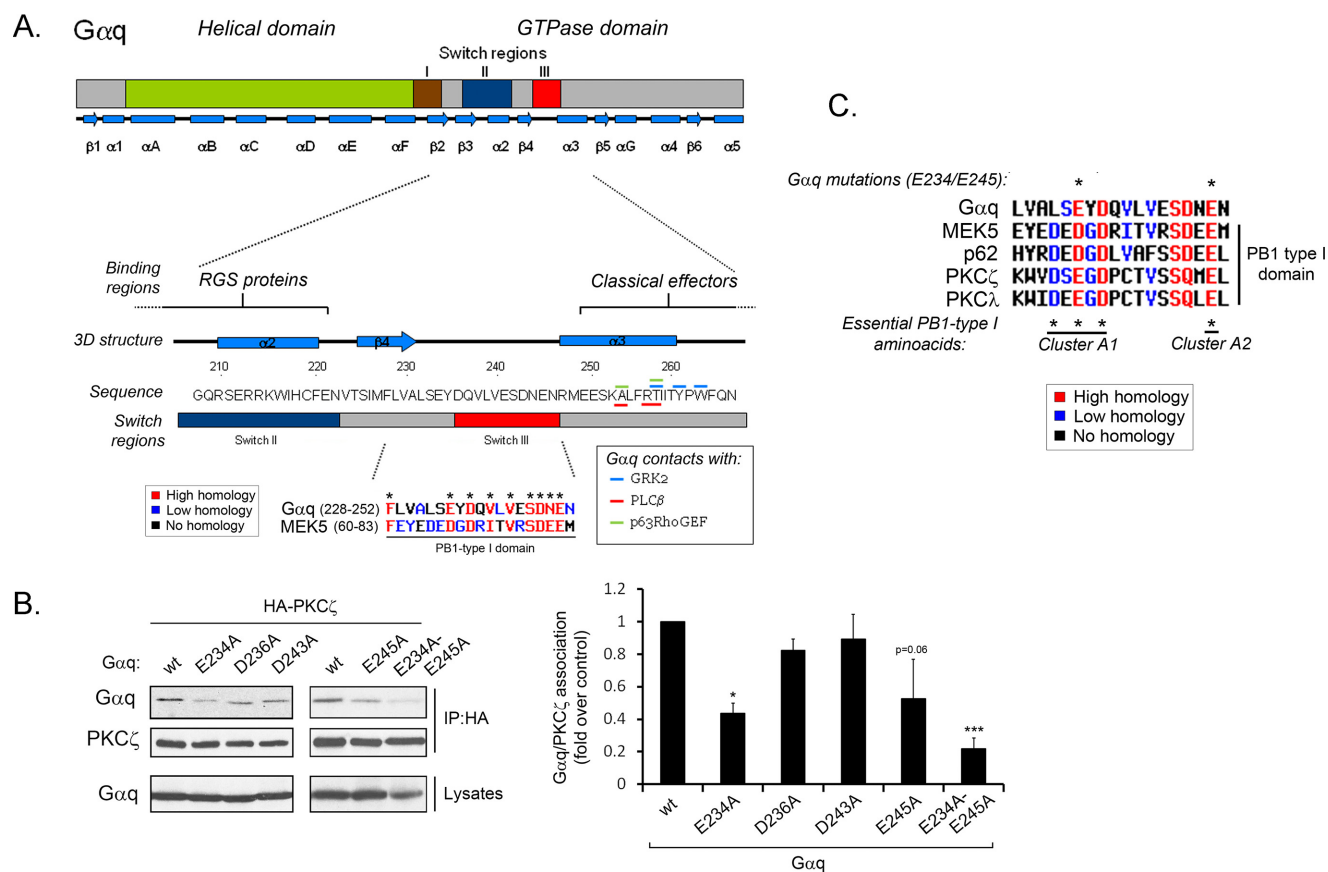 A.
Gαq
Helical domain
GTPase domain
Switch regions
I II III
β1 α1 αA αB αC αD αE αF β2 β3 α2 β4 α3 β5 αG α4 β6 α5
Binding regions
RGS proteins
Classical effectors
3D structure
α2 β4 α3
210 220 230 240 250 260
Sequence
GQRSERRKWIHCFENVTSIMFLVALSEYDQVLVESDNENRMEESKALFRTIITYPWFQN
Switch regions
Switch II
Switch III
High homology
Low homology
No homology
* * * * * * * * *
Gαq (228-252) FLVALSEYDQVLVESDNEN
MEK5 (60-83) FEYEDEDGDRITVRSDEEM
PB1-type I domain
Gαq contacts with:
GRK2
PLCβ
p63RhoGEF
B.
HA-PKCζ
Gαq: wt E234A D236A D243A wt E245A E234A-E245A
Gαq
PKCζ
IP:HA
Gαq
Lysates
Gαq/PKCζ association
(fold over control)
1.2
1
0.8
0.6
0.4
0.2
0
*
p=0.06
***
wt E234A D236A D243A E245A E234A-E245A
Gαq
C.
Gαq mutations (E234/E245): * *
Gαq LVALSEYDQVLVESDNEN
MEK5 EYEDEDGDRITVRSDEEM
p62 HYRDEDGDLVAFSSDEEL
PKCζ KWVDSEGDPCTVSSQMEL
PKCλ KWIDEEGDPCTVSSQLEL
PB1 type I
domain
Essential PB1-type I
aminoacids:
* * * *
Cluster A1 Cluster A2
High homology
Low homology
No homology